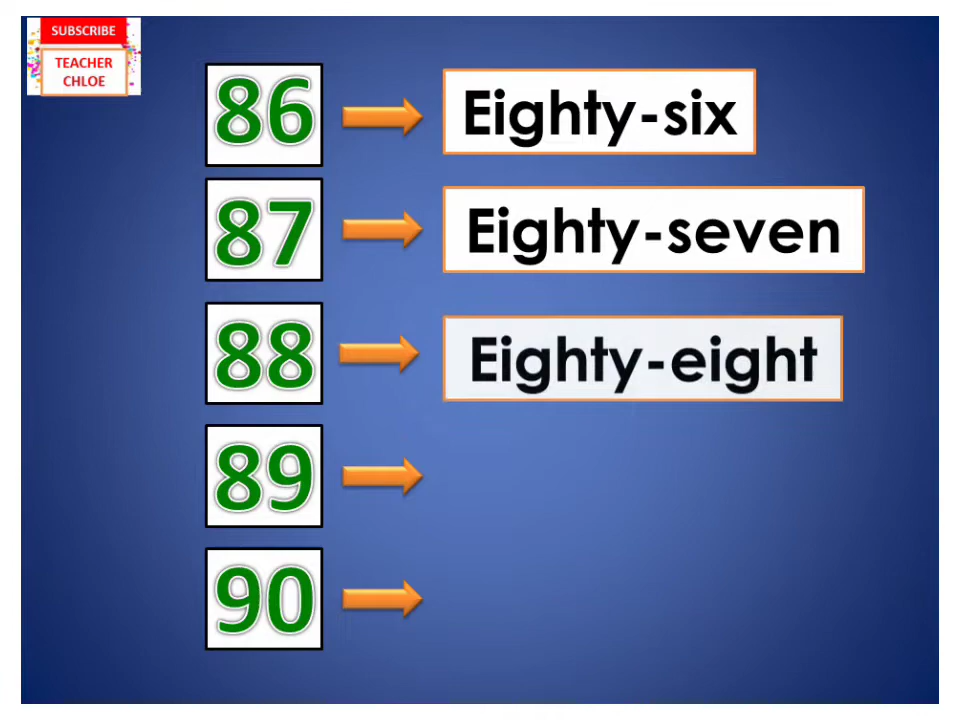 SUBSCRIBE
TEACHER
CHLOE
86 Eighty-six
87 Eighty-seven
88 Eighty-eight
89
90